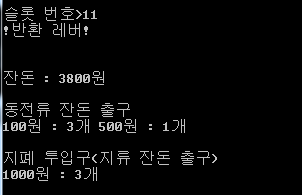 슬롯 번호>11
!반환 레버!
잔돈 : 3800원
동전류 잔돈 출구
100원 : 3개 500원 : 1개
지폐 투입구(지류 잔돈 출구)
1000원 : 3개